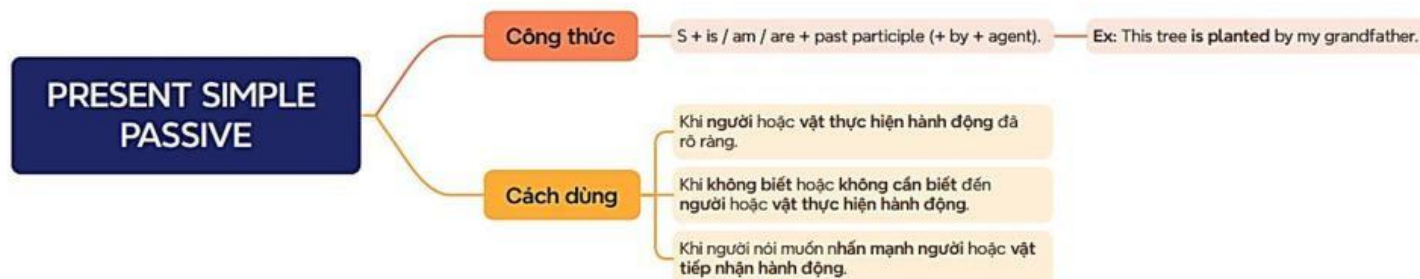 PRESENT SIMPLE
PASSIVE
Công thức
S + is / am / are + past participle (+ by + agent).
Ex: This tree is planted by my grandfather.
Cách dùng
Khi người hoặc vật thực hiện hành động đã
rõ ràng.
Khi không biết hoặc không cần biết đến
người hoặc vật thực hiện hành động.
Khi người nói muốn nhấn mạnh người hoặc vật
tiếp nhận hành động.